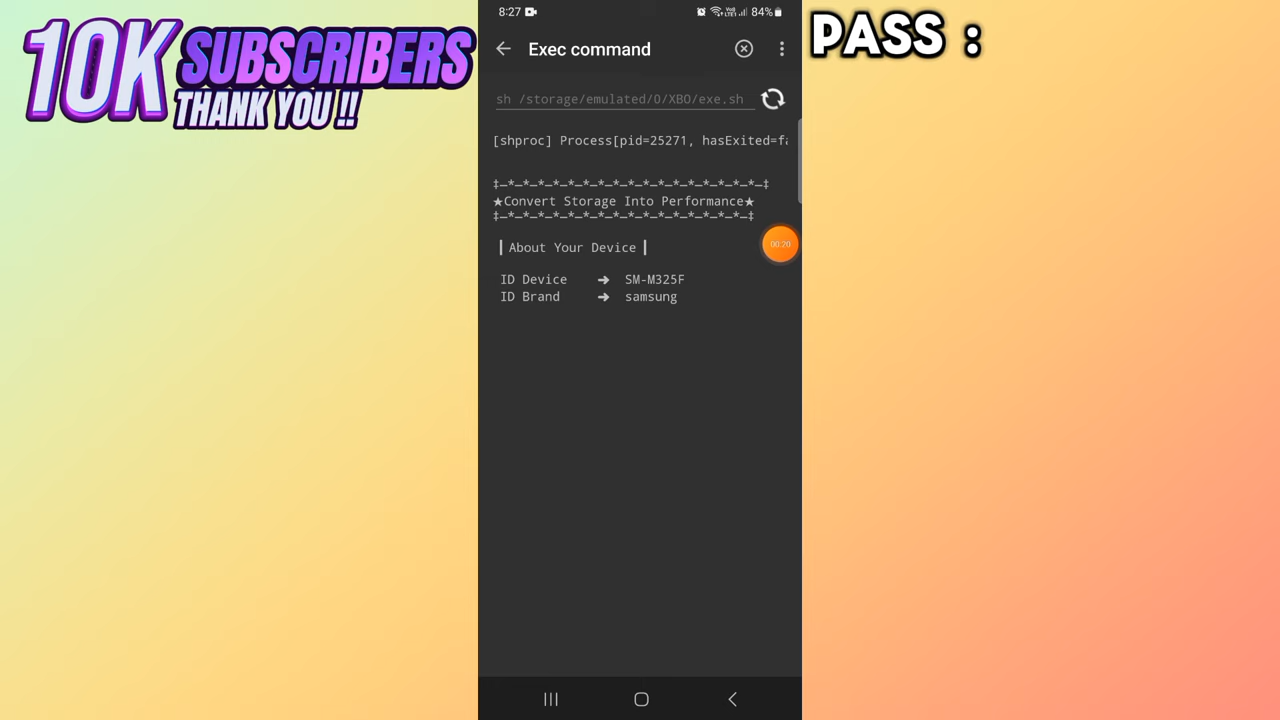 10K SUBSCRIBERS
THANK YOU !!
PASS :
8:27
84%
Exec command
sh /storage/emulated/0/XBO/exe.sh
[shproc] Process[pid=25271, hasExited=fa
‡—*—*—*—*—*—*—*—*—*—*—*—*—*—*—*—*—*—‡
★Convert Storage Into Performance★
‡—*—*—*—*—*—*—*—*—*—*—*—*—*—*—*—*—‡
┃About Your Device┃
00:20
ID Device ➜ SM-M325F
ID Brand ➜ samsung